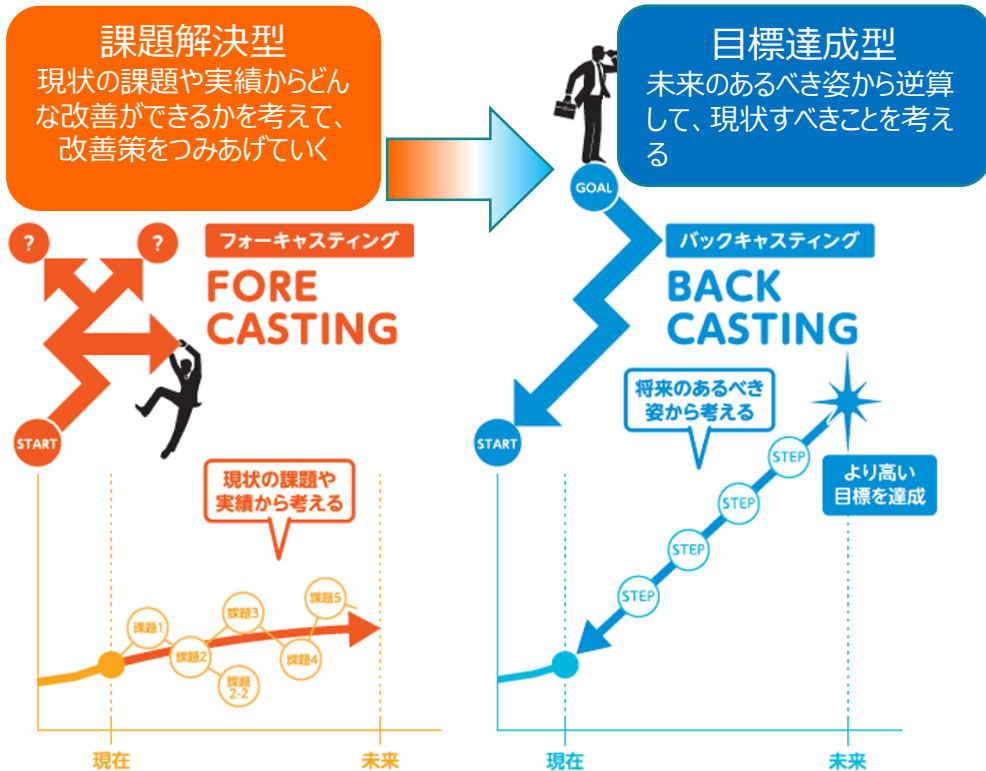 課題解決型
現状の課題や実績からどん
な改善ができるかを考えて、
改善策をつみあげていく
目標達成型
未来のあるべき姿から逆算
して、現状すべきことを考え
る
?
?
フォーキャスティング
FORE
CASTING
START
現状の課題や
実績から考える
課題1
課題2
課題
2-2
課題3
課題4
課題5
現在
未来
GOAL
バックキャスティング
BACK
CASTING
START
将来のあるべき
姿から考える
STEP
STEP
STEP
STEP
より高い
目標を達成
現在
未来